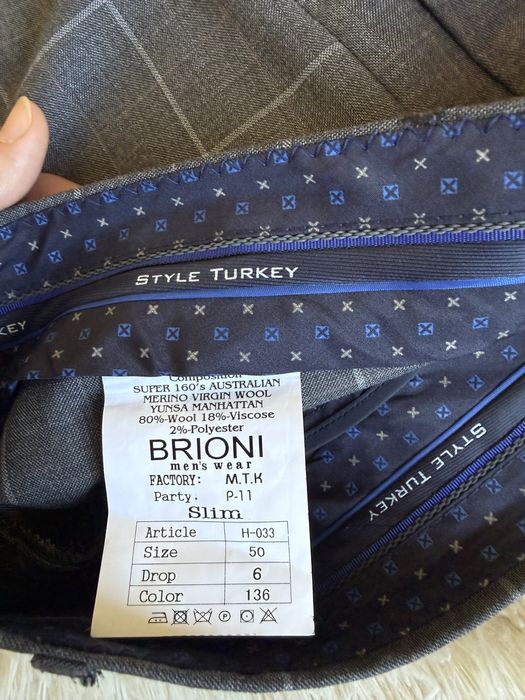 STYLE TURKEY
KEY
STYLE TURKEY
Composition
SUPER 160's AUSTRALIAN
MERINO VIRGIN WOOL
YUNSA MANHATTAN
80%-Wool 18%-Viscose
2%-Polyester
BRIONI
men's wear
FACTORY: M.T.K
Party. P-11
Slim
Article H-033
Size 50
Drop 6
Color 136